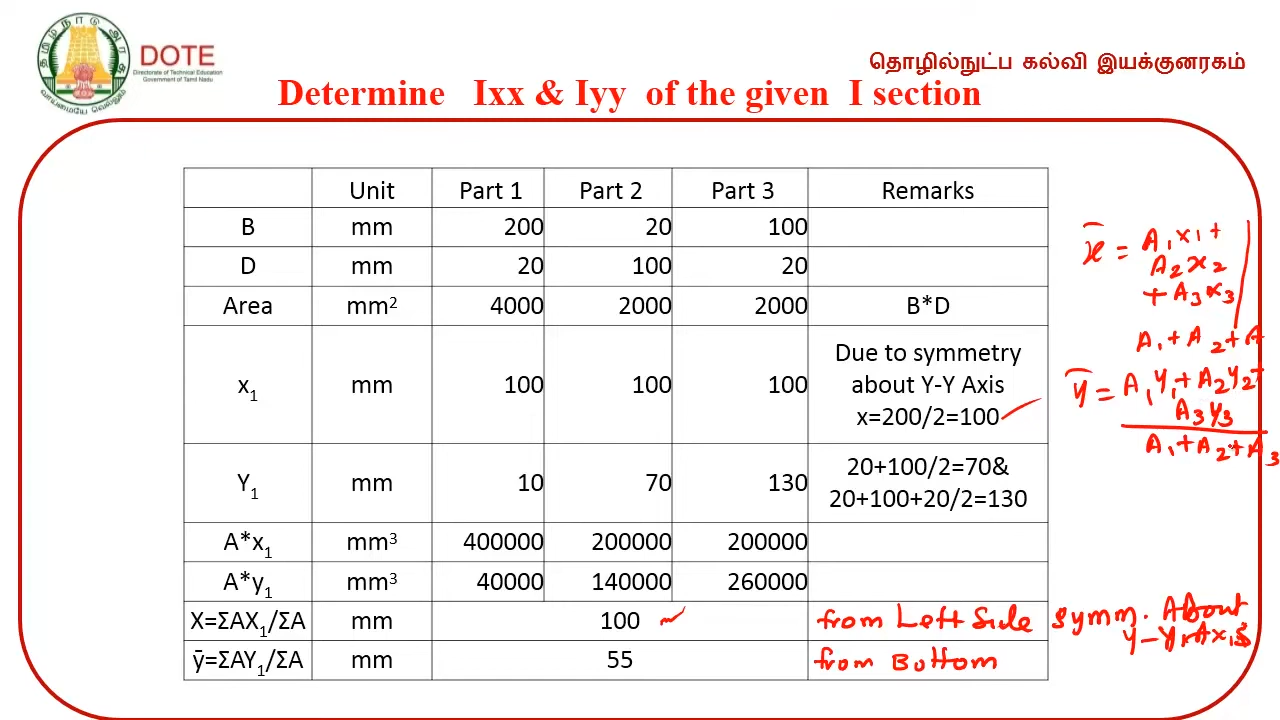 தமிழ்நாடு அரசு
வாய்மையே வெல்லும்
DOTE
Directorate of Technical Education
Government of Tamil Nadu
தொழில்நுட்ப கல்வி இயக்குனரகம்
Determine Ixx & Iyy of the given I section
Unit Part 1 Part 2 Part 3 Remarks
B mm 200 20 100
D mm 20 100 20
Area mm² 4000 2000 2000 B*D
x₁ mm 100 100 100 Due to symmetry
about Y-Y Axis
x=200/2=100
Y₁ mm 10 70 130 20+100/2=70&
20+100+20/2=130
A*x₁ mm³ 400000 200000 200000
A*y₁ mm³ 40000 140000 260000
X=ΣAX₁/ΣA mm 100 from Left Side
ȳ=ΣAY₁/ΣA mm 55 from Bottom
x̄ = A₁x₁+
A₂x₂
+A₃x₃
A₁+A₂+A
ȳ = A₁Y₁+A₂Y₂+
A₃Y₃
A₁+A₂+A₃
Symm. About
Y-Y Axis